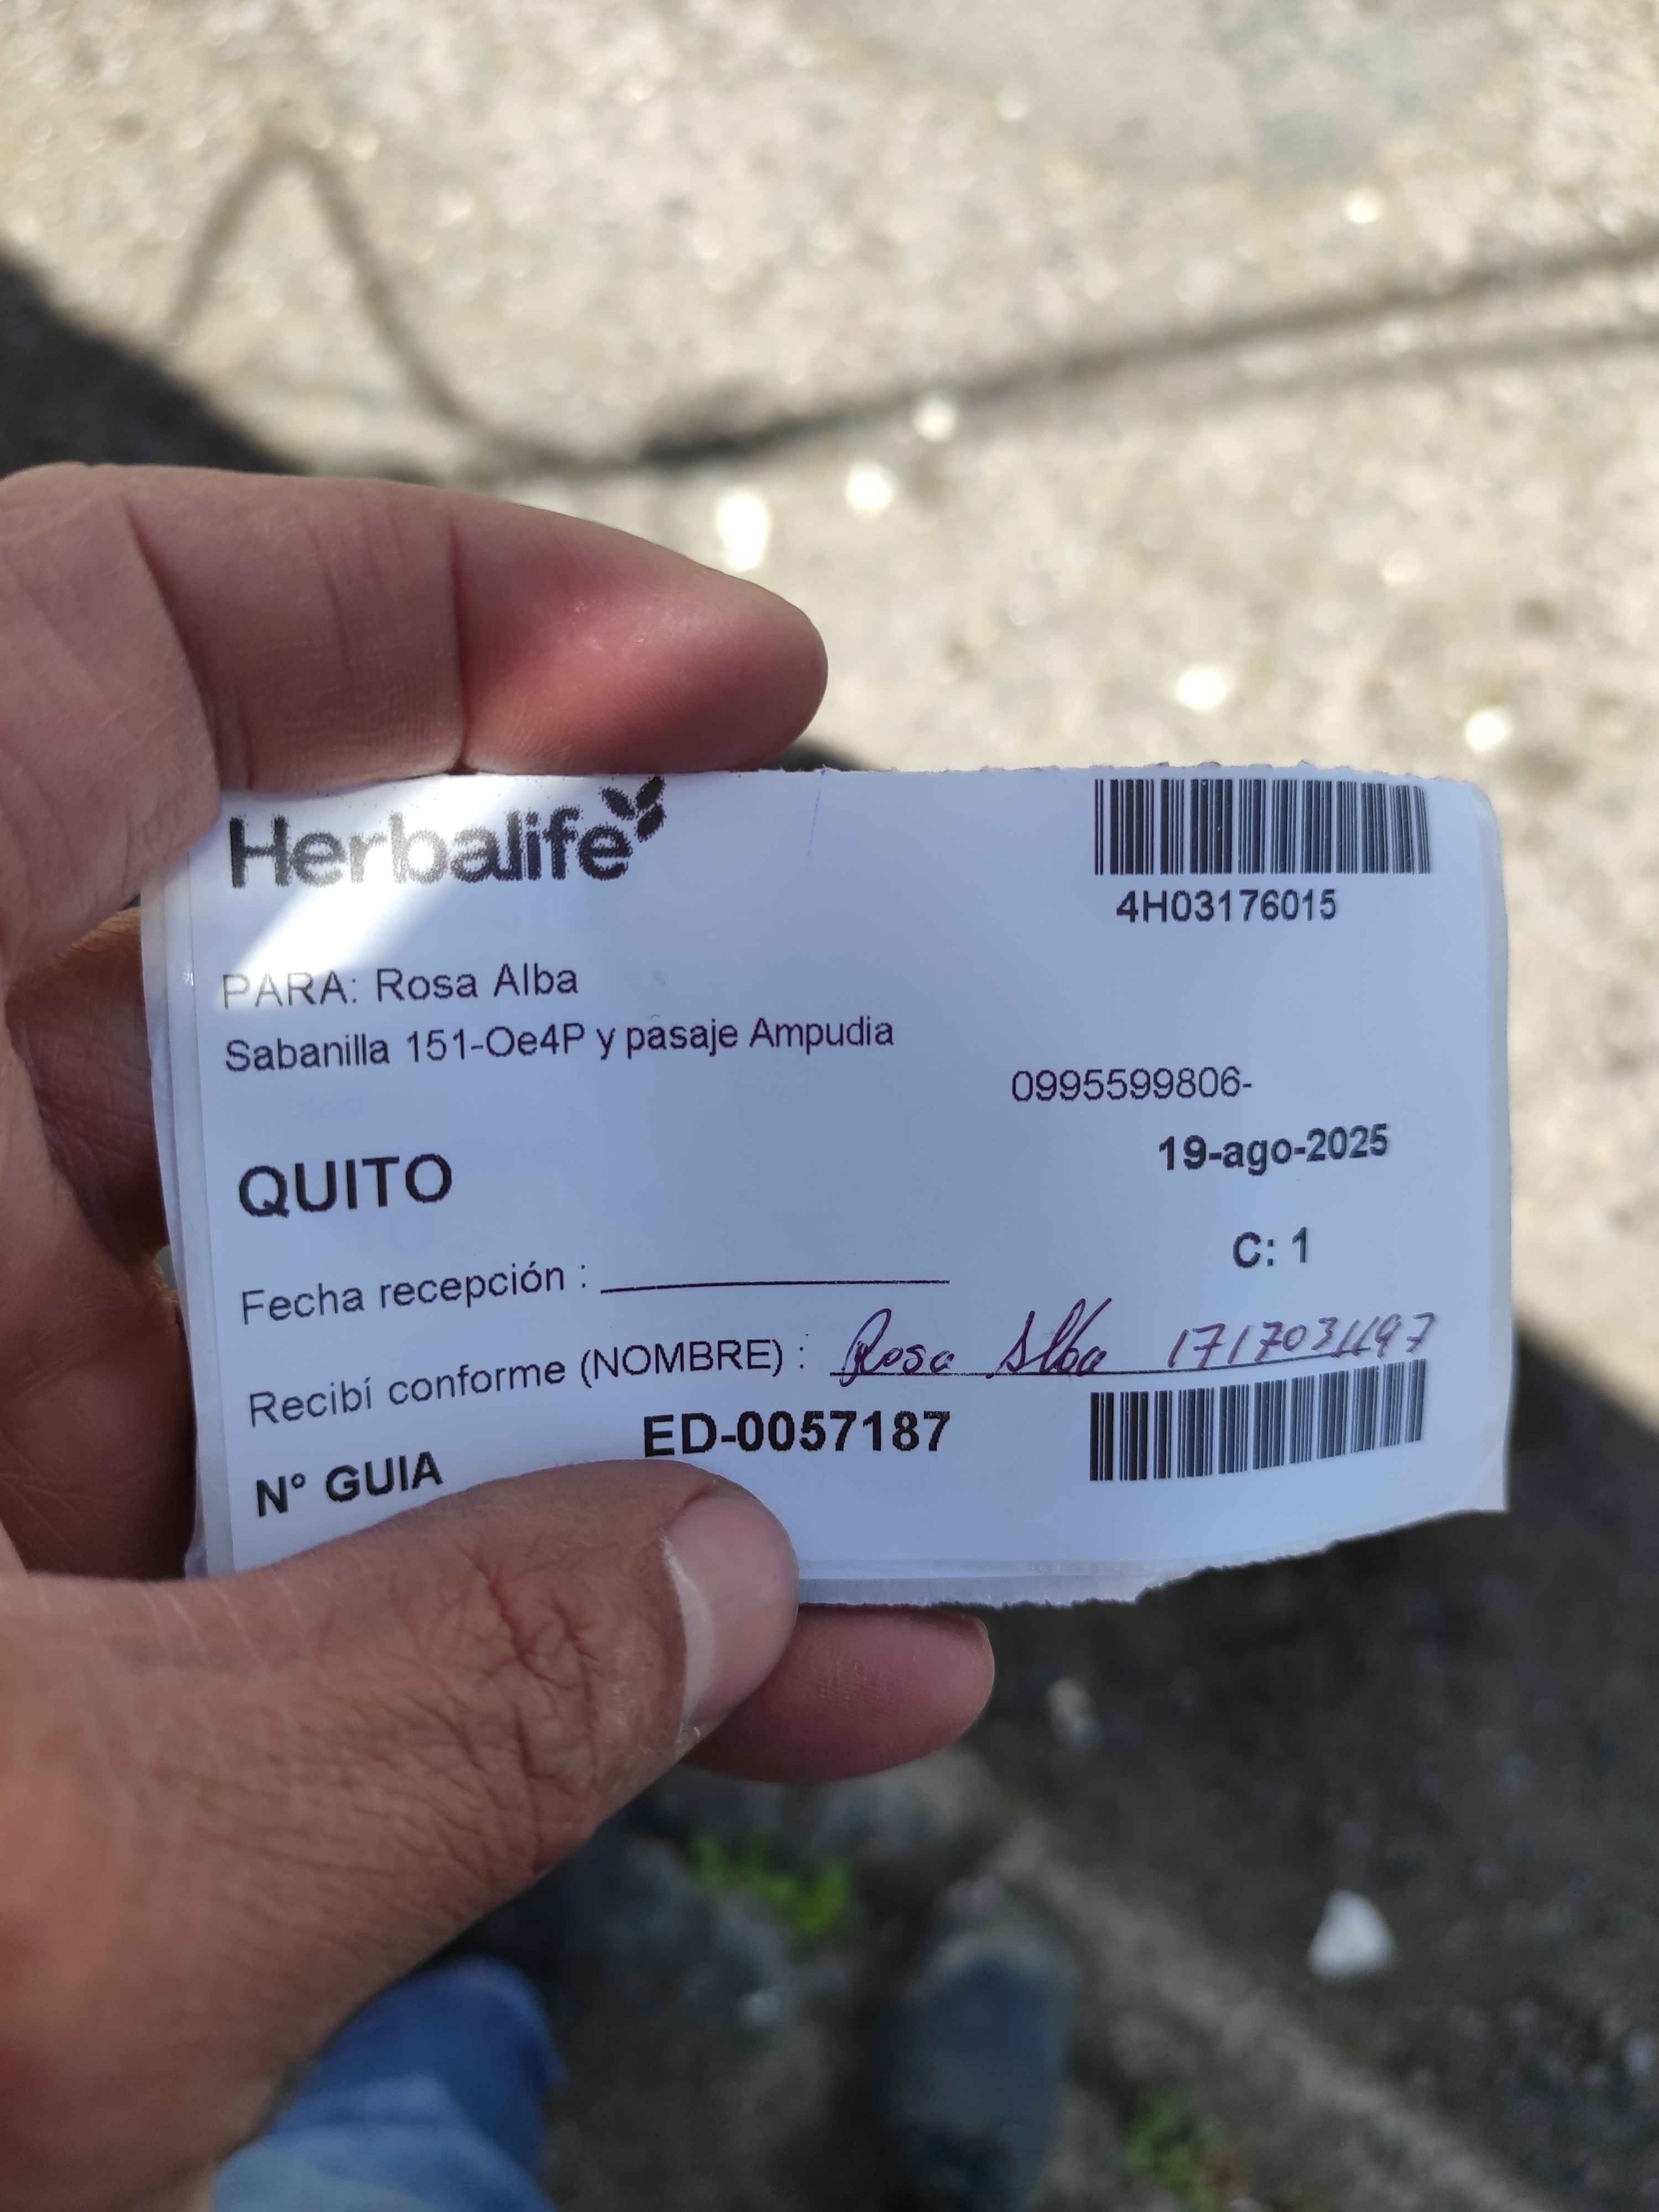 Herbalife
4H03176015
PARA: Rosa Alba
Sabanilla 151-Oe4P y pasaje Ampudia
0995599806-
19-ago-2025
QUITO
C: 1
Fecha recepción :
Recibí conforme (NOMBRE) : Rosa Alba
N° GUIA ED-0057187